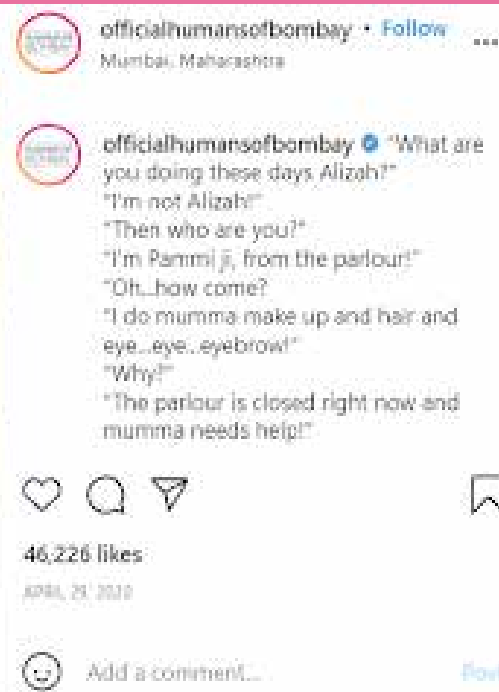 officialhumansofbombay • Follow
Mumbai, Maharashtra
officialhumansofbombay "What are
you doing these days Alizah?"
"I'm not Alizah!"
"Then who are you?"
"I'm Pammi ji, from the parlour!"
"Oh...how come?
"I do mumma make up and hair and
eye...eye...eyebrow!"
"Why?"
"The parlour is closed right now and
mumma needs help!"
46,226 likes
APRIL 29, 2020
Add a comment...
Post